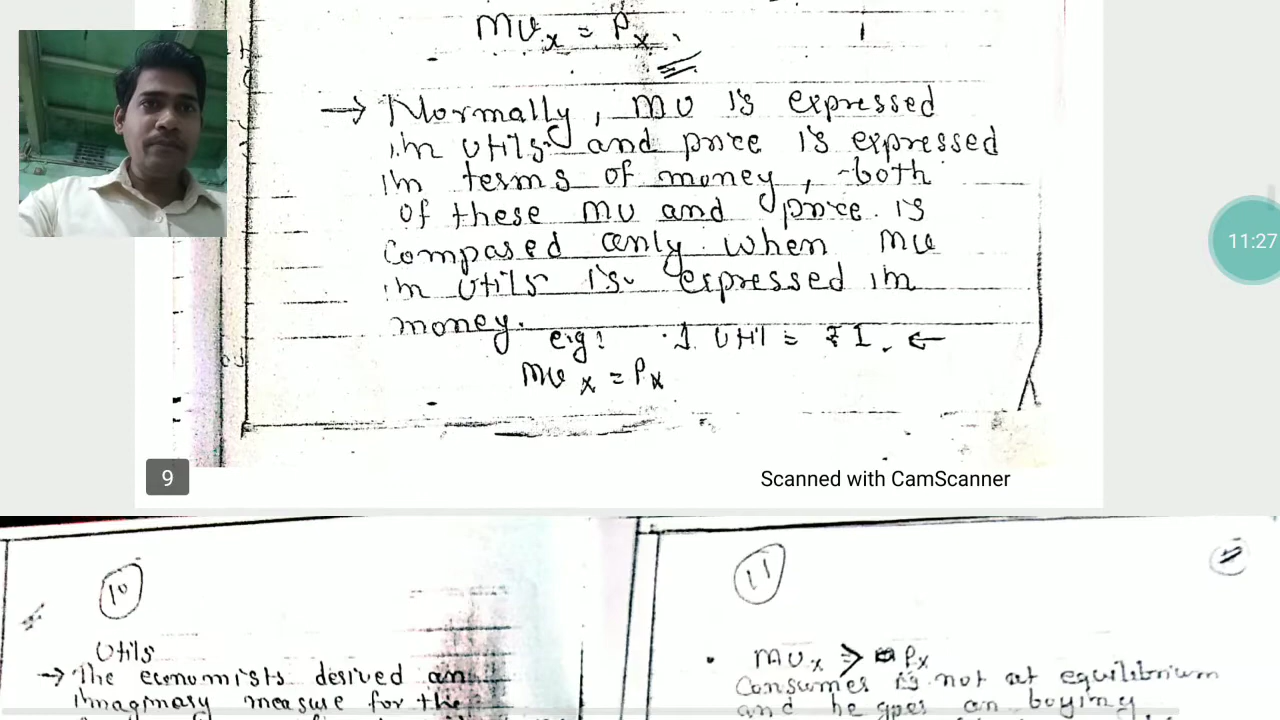 MUx = Px.
→ Normally, MU is expressed
in utils and price is expressed
in terms of money, both
of these MU and price is
compared only when MU
in utils is expressed in
money.
eg: 1 util = ₹ 1. ←
MUx = Px
9
Scanned with CamScanner
11:27
10
Utils
→ The economists desired an
imaginary measure for the
11
• MUx > Px
Consumer is not at equilibrium
and he goes on buying